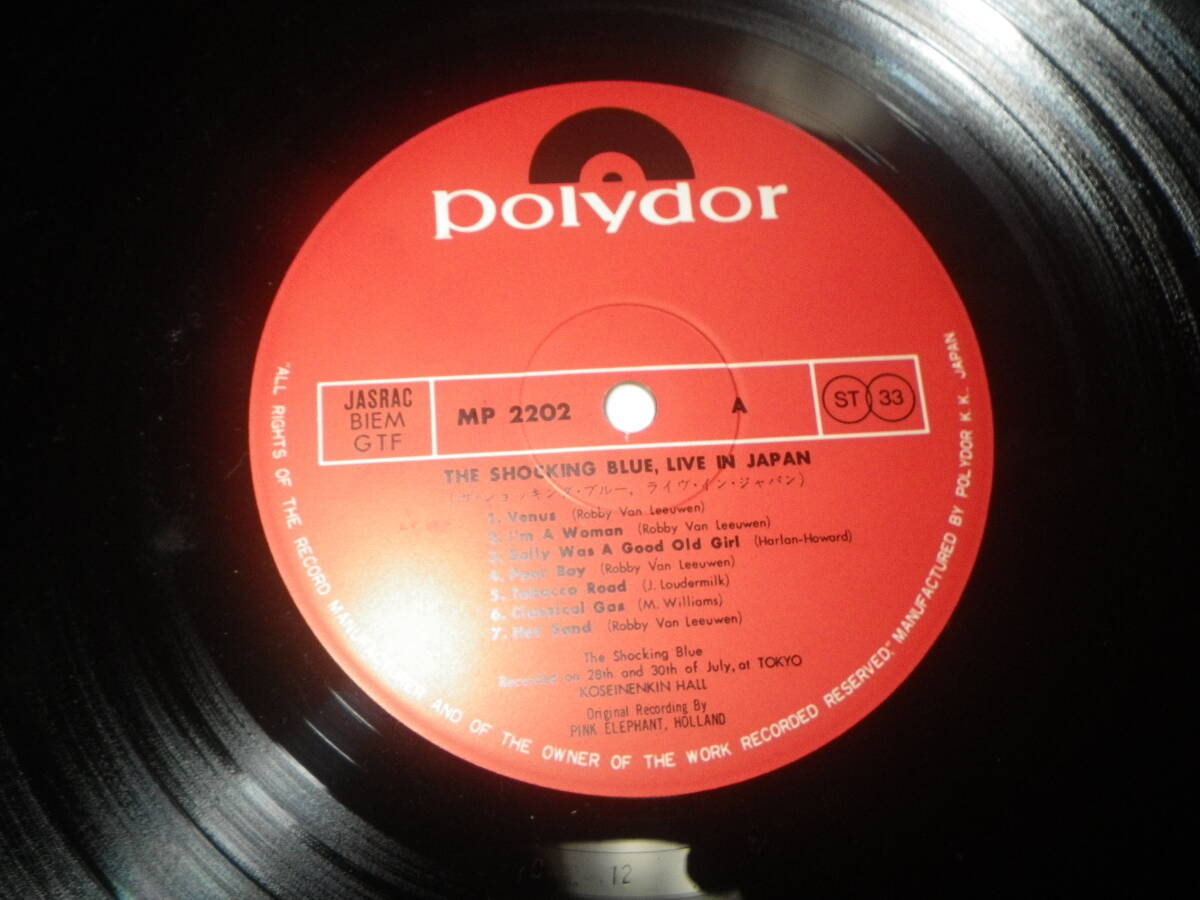 polydor
JASRAC
BIEM
GTF
MP 2202
A
ST 33
THE SHOCKING BLUE, LIVE IN JAPAN
(ザ・ショッキング・ブルー, ライヴ・イン・ジャパン)
1. Venus (Robby Van Leeuwen)
2. I'm A Woman (Robby Van Leeuwen)
3. Sally Was A Good Old Girl (Harlan-Howard)
4. Poor Boy (Robby Van Leeuwen)
5. Tobacco Road (J. Loudermilk)
6. Classical Gas (M. Williams)
7. Hot Sand (Robby Van Leeuwen)
The Shocking Blue
Recorded on 28th and 30th of July, at TOKYO
KOSEINENKIN HALL
Original Recording By
PINK ELEPHANT, HOLLAND
"ALL RIGHTS OF THE RECORD MANUFACTURER AND OF THE OWNER OF THE WORK RECORDED RESERVED." MANUFACTURED BY POLYDOR K.K. JAPAN
12